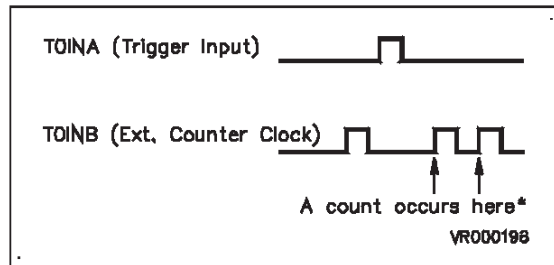 TOINA (Trigger Input)
TOINB (Ext. Counter Clock)
A count occurs here*
VR000196